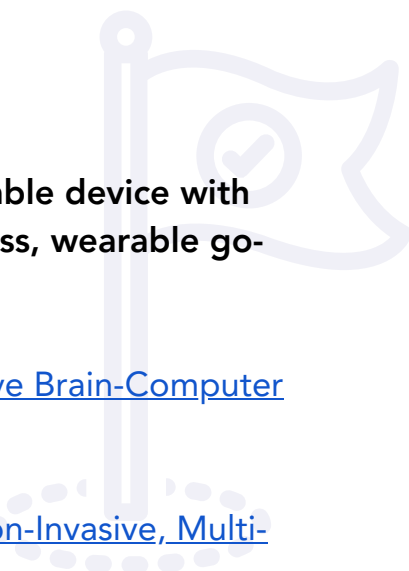 able device with
ss, wearable go-
ve Brain-Computer
on-Invasive, Multi-